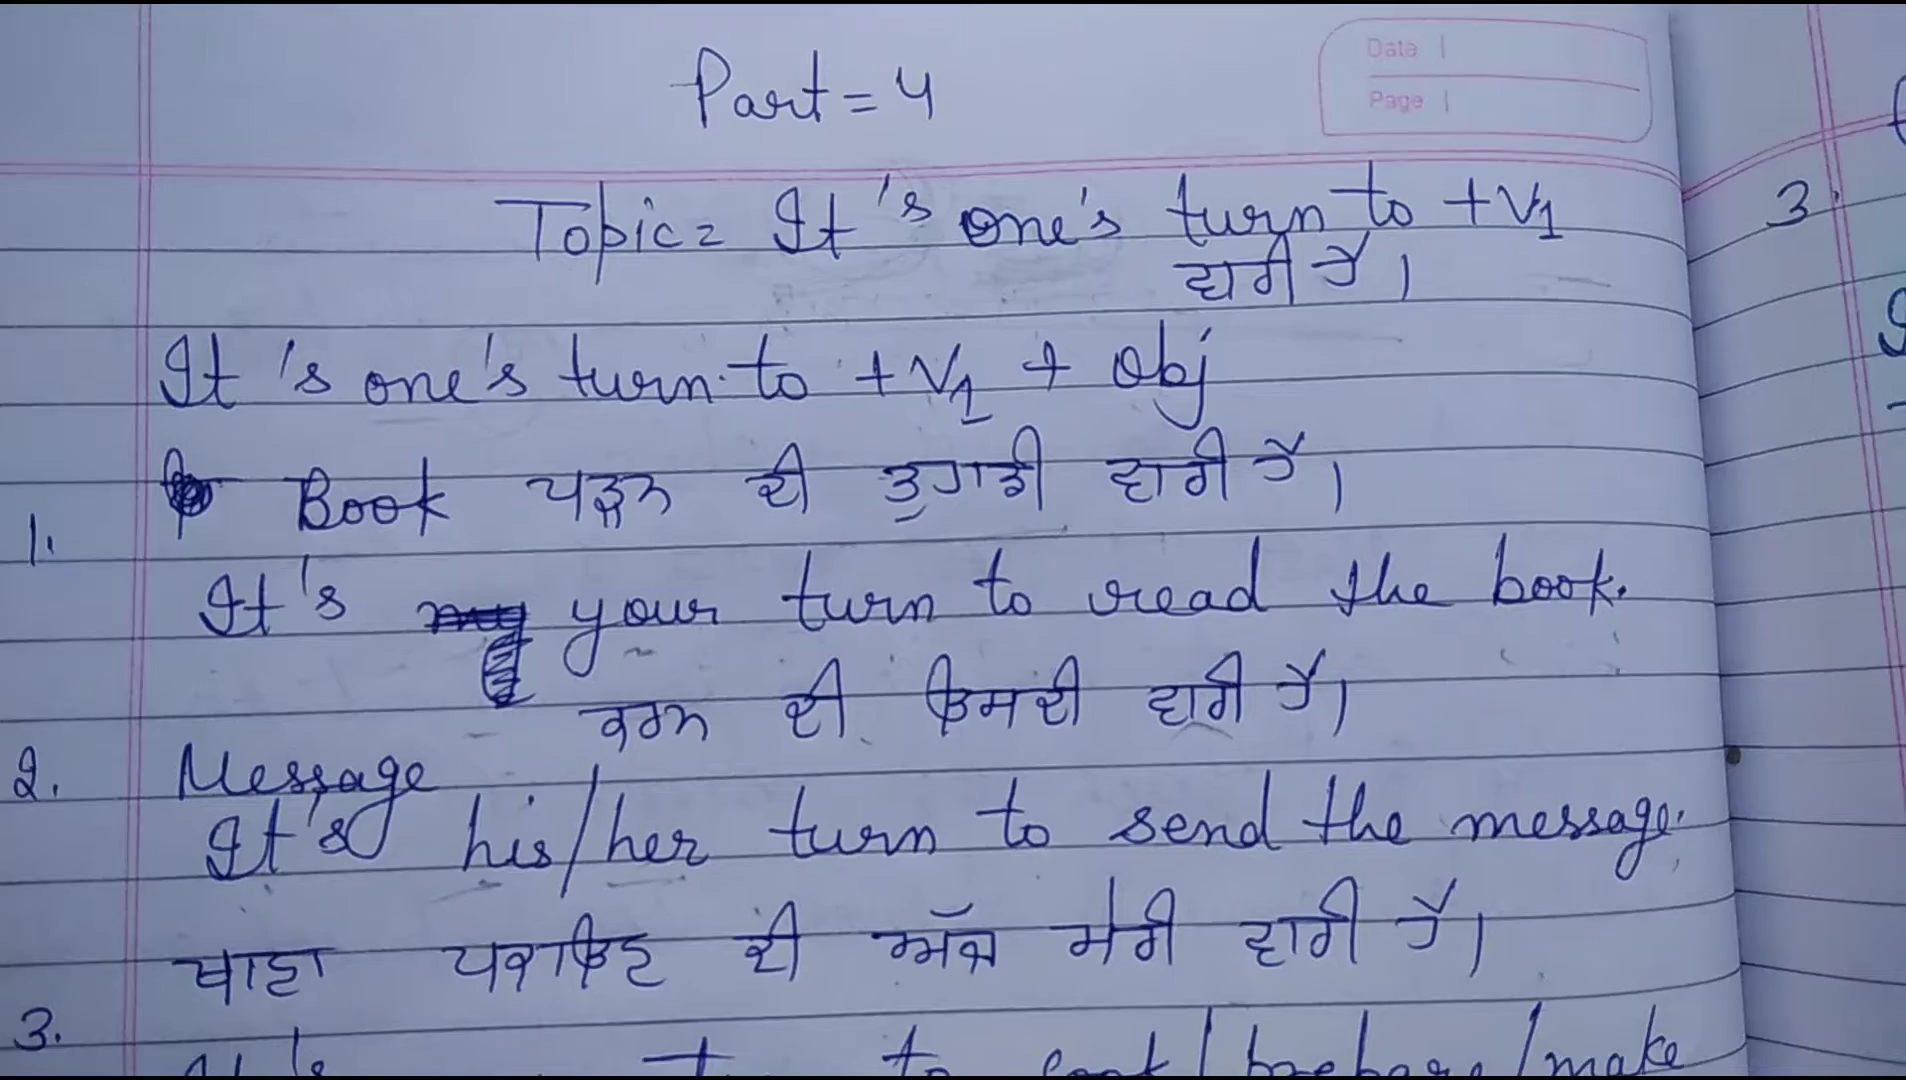 Date
Page
Part = 4
Topic = It's one's turn to + V1
ਵਾਰੀ ਹੈ।
It's one's turn to + V1 + Obj
1. Book ਪੜ੍ਹਨ ਦੀ ਤੁਹਾਡੀ ਵਾਰੀ ਹੈ।
It's your turn to read the book.
2. Message ਕਰਨ ਦੀ ਉਸਦੀ ਵਾਰੀ ਹੈ।
It's his/her turn to send the message.
3. ਖਾਣਾ ਪਕਾਉਣ ਦੀ ਅੱਜ ਮੇਰੀ ਵਾਰੀ ਹੈ।
make
3.